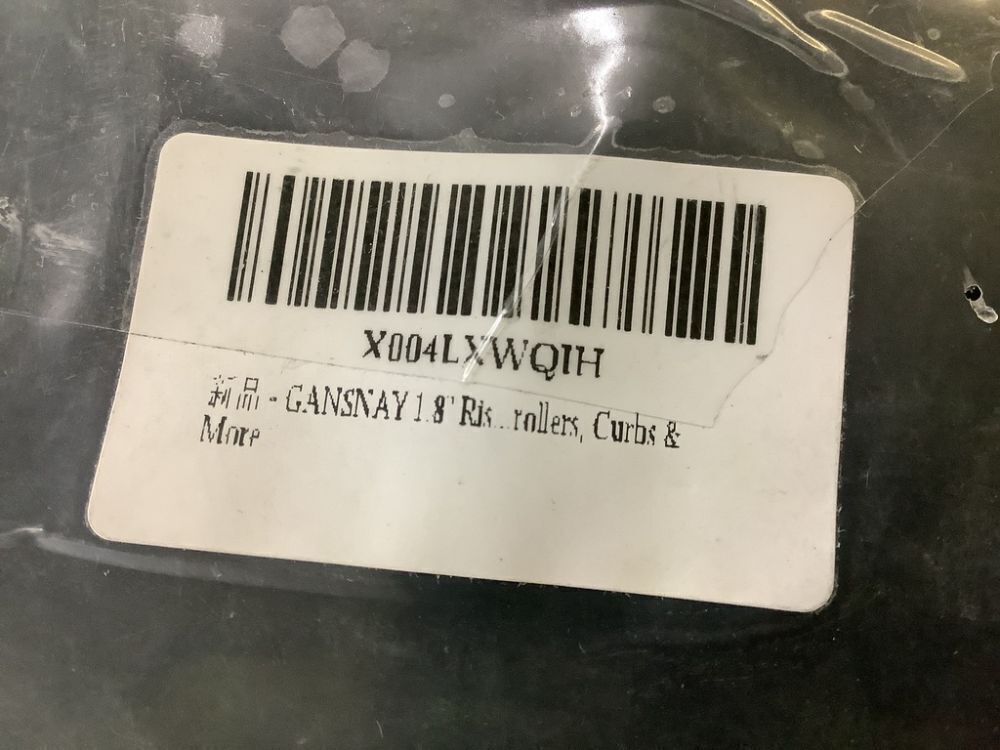 X004LXWQIH
新品 - GANSNAY 1.8" Ris...rollers, Curbs &
More